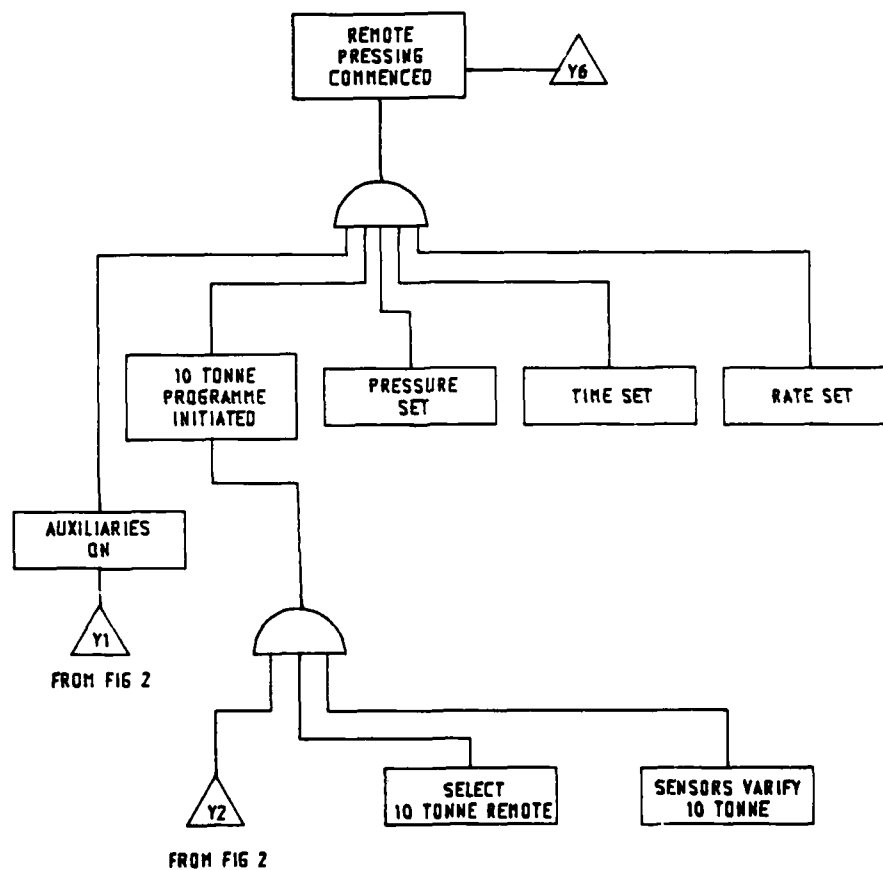 REMOTE
PRESSING
COMMENCED
Y6
10 TONNE
PROGRAMME
INITIATED
PRESSURE
SET
TIME SET
RATE SET
AUXILIARIES
ON
Y1
FROM FIG 2
Y2
FROM FIG 2
SELECT
10 TONNE REMOTE
SENSORS VARIFY
10 TONNE